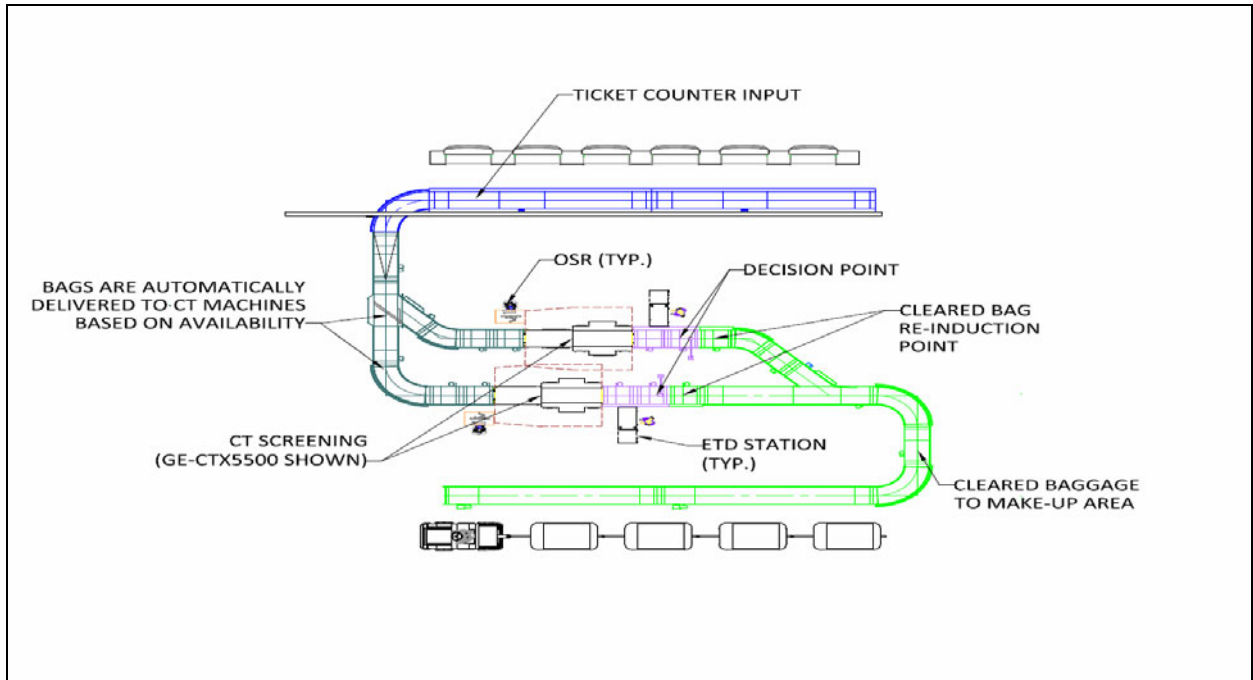 TICKET COUNTER INPUT
OSR (TYP.)
DECISION POINT
BAGS ARE AUTOMATICALLY
DELIVERED TO CT MACHINES
BASED ON AVAILABILITY
CLEARED BAG
RE-INDUCTION
POINT
CT SCREENING
(GE-CTX5500 SHOWN)
ETD STATION
(TYP.)
CLEARED BAGGAGE
TO MAKE-UP AREA